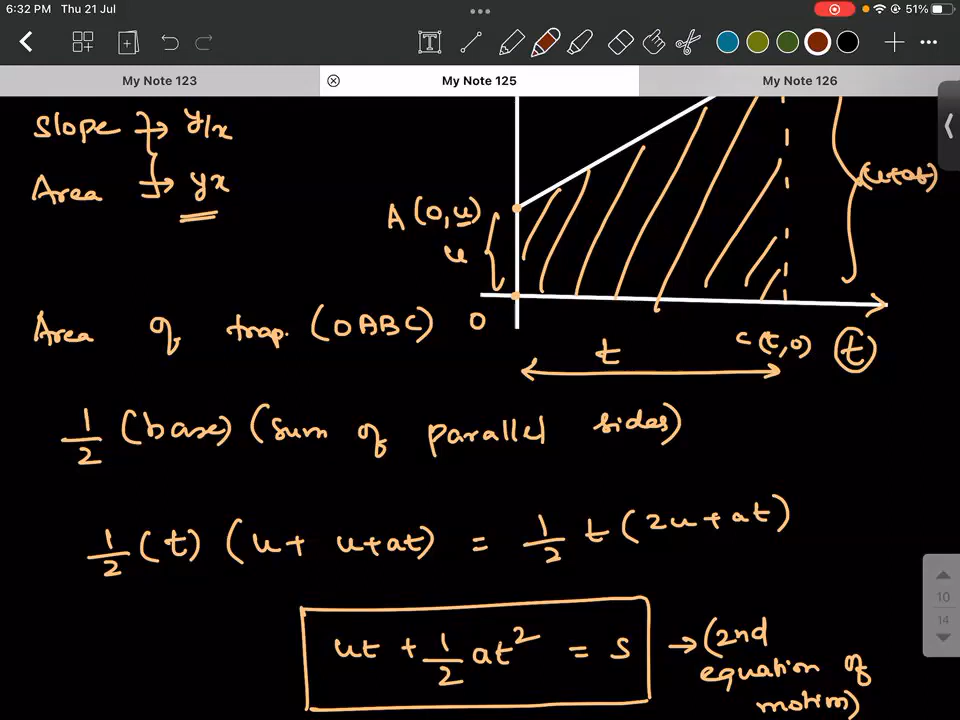 6:32 PM Thu 21 Jul
51%
My Note 123
My Note 125
My Note 126
Slope → y/x
Area → yx
A (0,u)
u
(u+at)
Area of trap. (OABC)
O
t
C(t,0)
t
1/2 (base) (sum of parallel sides)
1/2 (t) (u + u+at) = 1/2 t (2u+at)
ut + 1/2 at² = s → (2nd
equation of
motion)
10
14